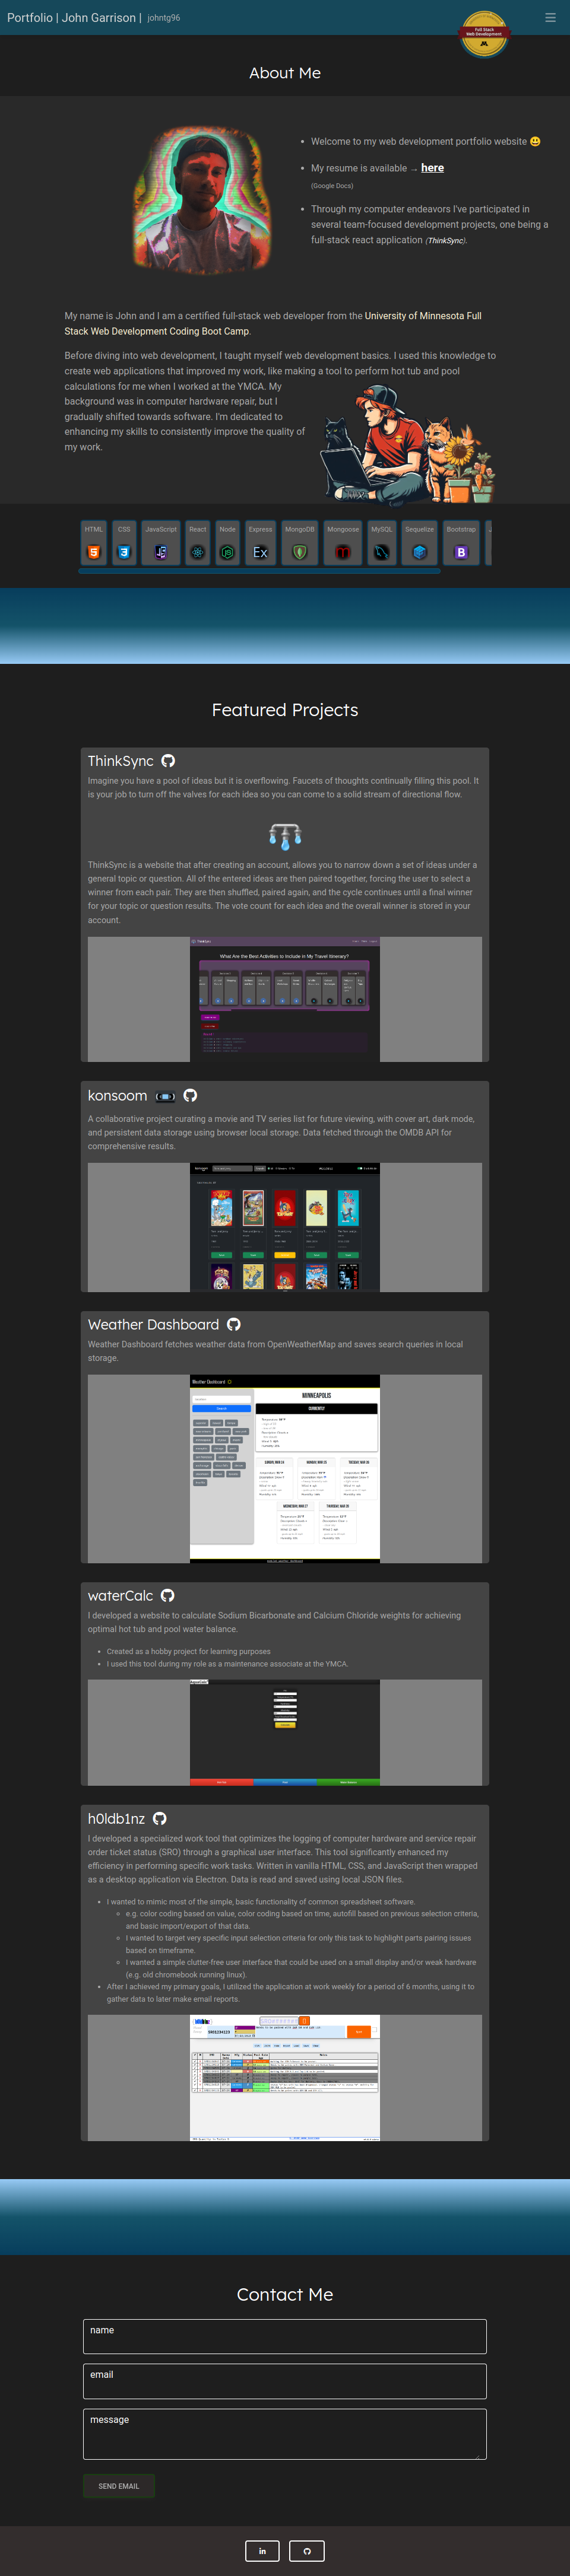 Portfolio | John Garrison | johntg96
Full Stack
Web Development
About Me
Welcome to my web development portfolio website 😃
My resume is available → here
(Google Docs)
Through my computer endeavors I've participated in
several team-focused development projects, one being a
full-stack react application (ThinkSync).
My name is John and I am a certified full-stack web developer from the University of Minnesota Full
Stack Web Development Coding Boot Camp.
Before diving into web development, I taught myself web development basics. I used this knowledge to
create web applications that improved my work, like making a tool to perform hot tub and pool
calculations for me when I worked at the YMCA. My
background was in computer hardware repair, but I
gradually shifted towards software. I'm dedicated to
enhancing my skills to consistently improve the quality of
my work.
HTML CSS JavaScript React Node Express MongoDB Mongoose MySQL Sequelize Bootstrap
Featured Projects
ThinkSync
Imagine you have a pool of ideas but it is overflowing. Faucets of thoughts continually filling this pool. It
is your job to turn off the valves for each idea so you can come to a solid stream of directional flow.
ThinkSync is a website that after creating an account, allows you to narrow down a set of ideas under a
general topic or question. All of the entered ideas are then paired together, forcing the user to select a
winner from each pair. They are then shuffled, paired again, and the cycle continues until a final winner
for your topic or question results. The vote count for each idea and the overall winner is stored in your
account.
What Are the Best Activities to Include in My Travel Itinerary?
konsoom
A collaborative project curating a movie and TV series list for future viewing, with cover art, dark mode,
and persistent data storage using browser local storage. Data fetched through the OMDB API for
comprehensive results.
Weather Dashboard
Weather Dashboard fetches weather data from OpenWeatherMap and saves search queries in local
storage.
Weather Dashboard
MINNEAPOLIS
CURRENTLY
Search
waterCalc
I developed a website to calculate Sodium Bicarbonate and Calcium Chloride weights for achieving
optimal hot tub and pool water balance.
Created as a hobby project for learning purposes
I used this tool during my role as a maintenance associate at the YMCA.
h0ldb1nz
I developed a specialized work tool that optimizes the logging of computer hardware and service repair
order ticket status (SRO) through a graphical user interface. This tool significantly enhanced my
efficiency in performing specific work tasks. Written in vanilla HTML, CSS, and JavaScript then wrapped
as a desktop application via Electron. Data is read and saved using local JSON files.
I wanted to mimic most of the simple, basic functionality of common spreadsheet software.
e.g. color coding based on value, color coding based on time, autofill based on previous selection criteria,
and basic import/export of that data.
I wanted to target very specific input selection criteria for only this task to highlight parts pairing issues
based on timeframe.
I wanted a simple clutter-free user interface that could be used on a small display and/or weak hardware
(e.g. old chromebook running linux).
After I achieved my primary goals, I utilized the application at work weekly for a period of 6 months, using it to
gather data to later make email reports.
Contact Me
name
email
message
SEND EMAIL